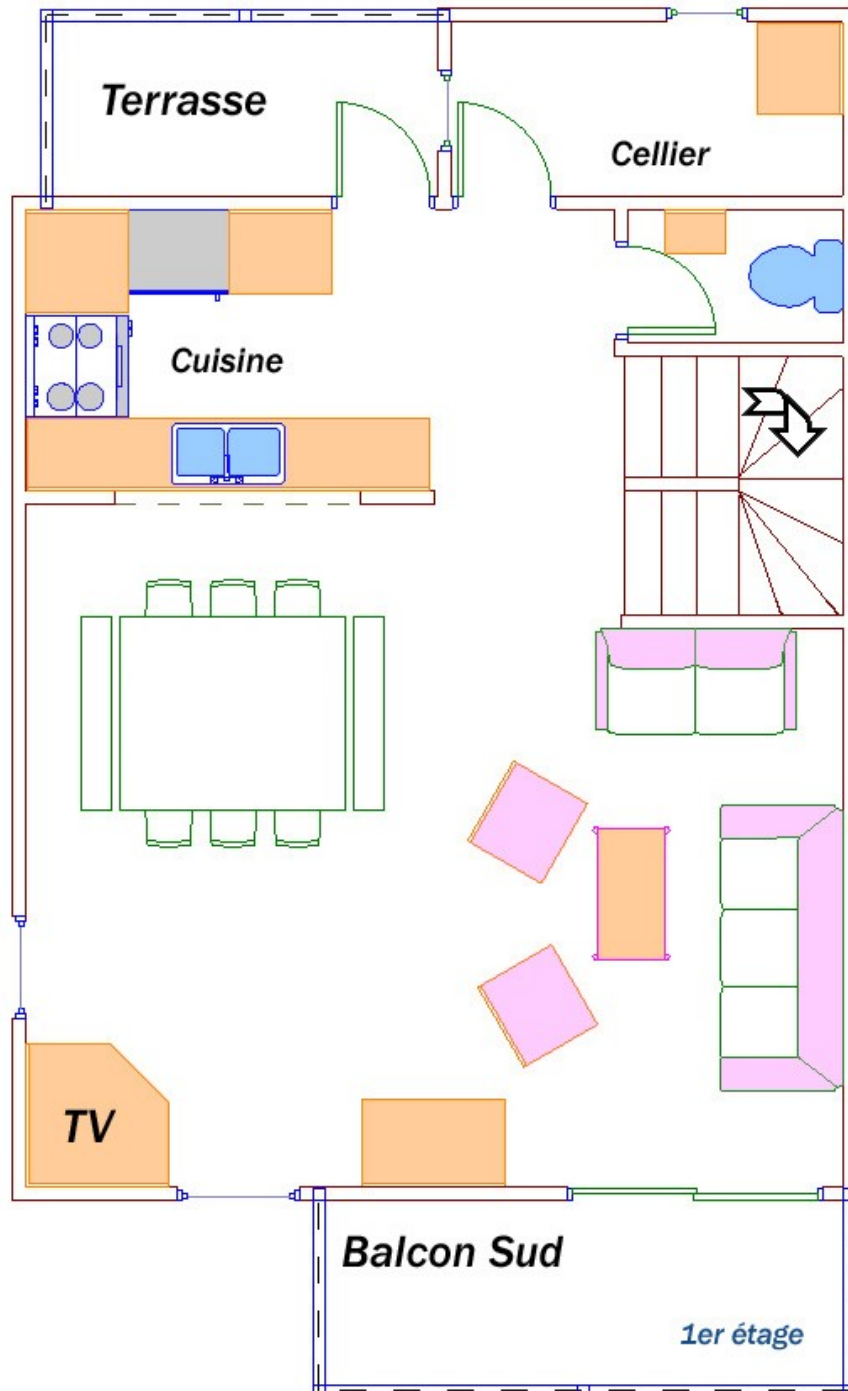 Terrasse
Cellier
Cuisine
TV
Balcon Sud
1er étage